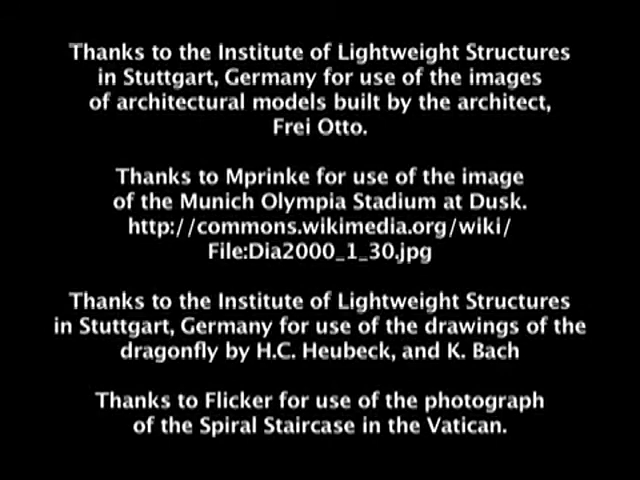 Thanks to the Institute of Lightweight Structures
in Stuttgart, Germany for use of the images
of architectural models built by the architect,
Frei Otto.
Thanks to Mprinke for use of the image
of the Munich Olympia Stadium at Dusk.
http://commons.wikimedia.org/wiki/
File:Dia2000_1_30.jpg
Thanks to the Institute of Lightweight Structures
in Stuttgart, Germany for use of the drawings of the
dragonfly by H.C. Heubeck, and K. Bach
Thanks to Flicker for use of the photograph
of the Spiral Staircase in the Vatican.